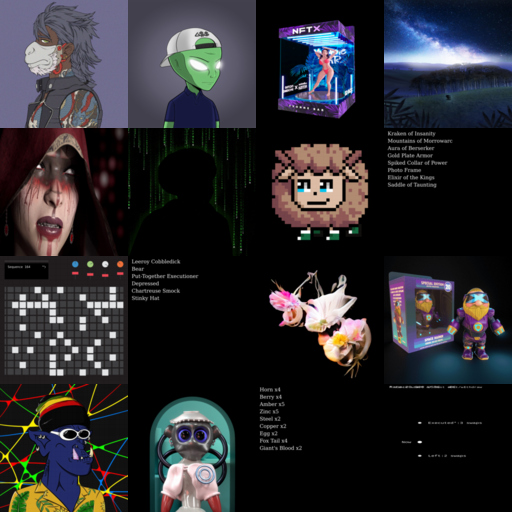 NFTX
Kraken of Insanity
Mountains of Morrowarc
Aura of Berserker
Gold Plate Armor
Spiked Collar of Power
Photo Frame
Elixir of the Kings
Saddle of Taunting
Leeroy Cobbledick
Bear
Put-Together Executioner
Depressed
Chartreuse Smock
Stinky Hat
Horn x4
Berry x4
Amber x5
Zinc x5
Steel x2
Copper x2
Egg x2
Fox Tail x4
Giant's Blood x2